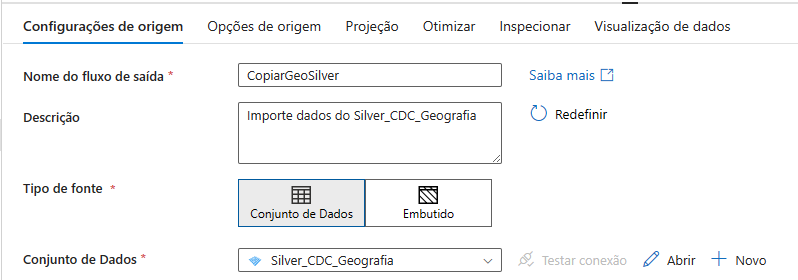 Configurações de origem Opções de origem Projeção Otimizar Inspecionar Visualização de dados
Nome do fluxo de saída * CopiarGeoSilver Saiba mais
Descrição Importe dados do Silver_CDC_Geografia Redefinir
Tipo de fonte * Conjunto de Dados Embutido
Conjunto de Dados * Silver_CDC_Geografia Testar conexão Abrir Novo